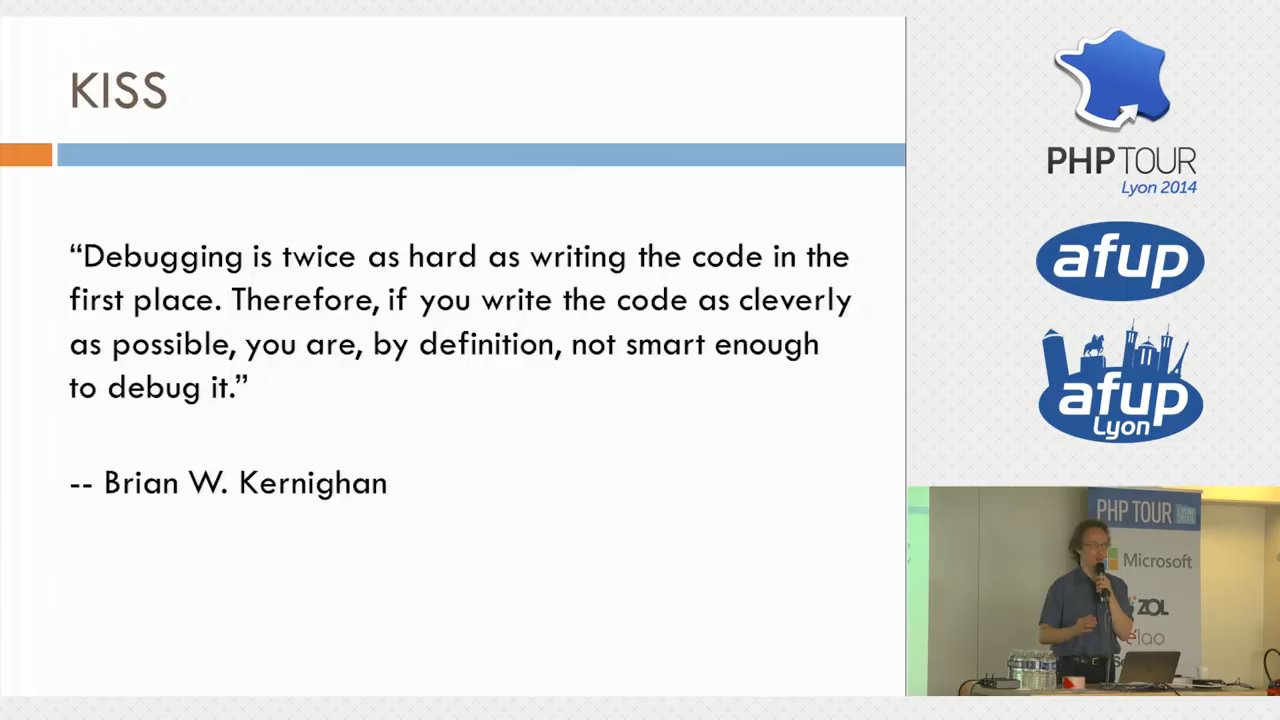 KISS
“Debugging is twice as hard as writing the code in the
first place. Therefore, if you write the code as cleverly
as possible, you are, by definition, not smart enough
to debug it.”
-- Brian W. Kernighan
PHP TOUR
Lyon 2014
afup
afup
Lyon
PHP TOUR
Microsoft
ZOL